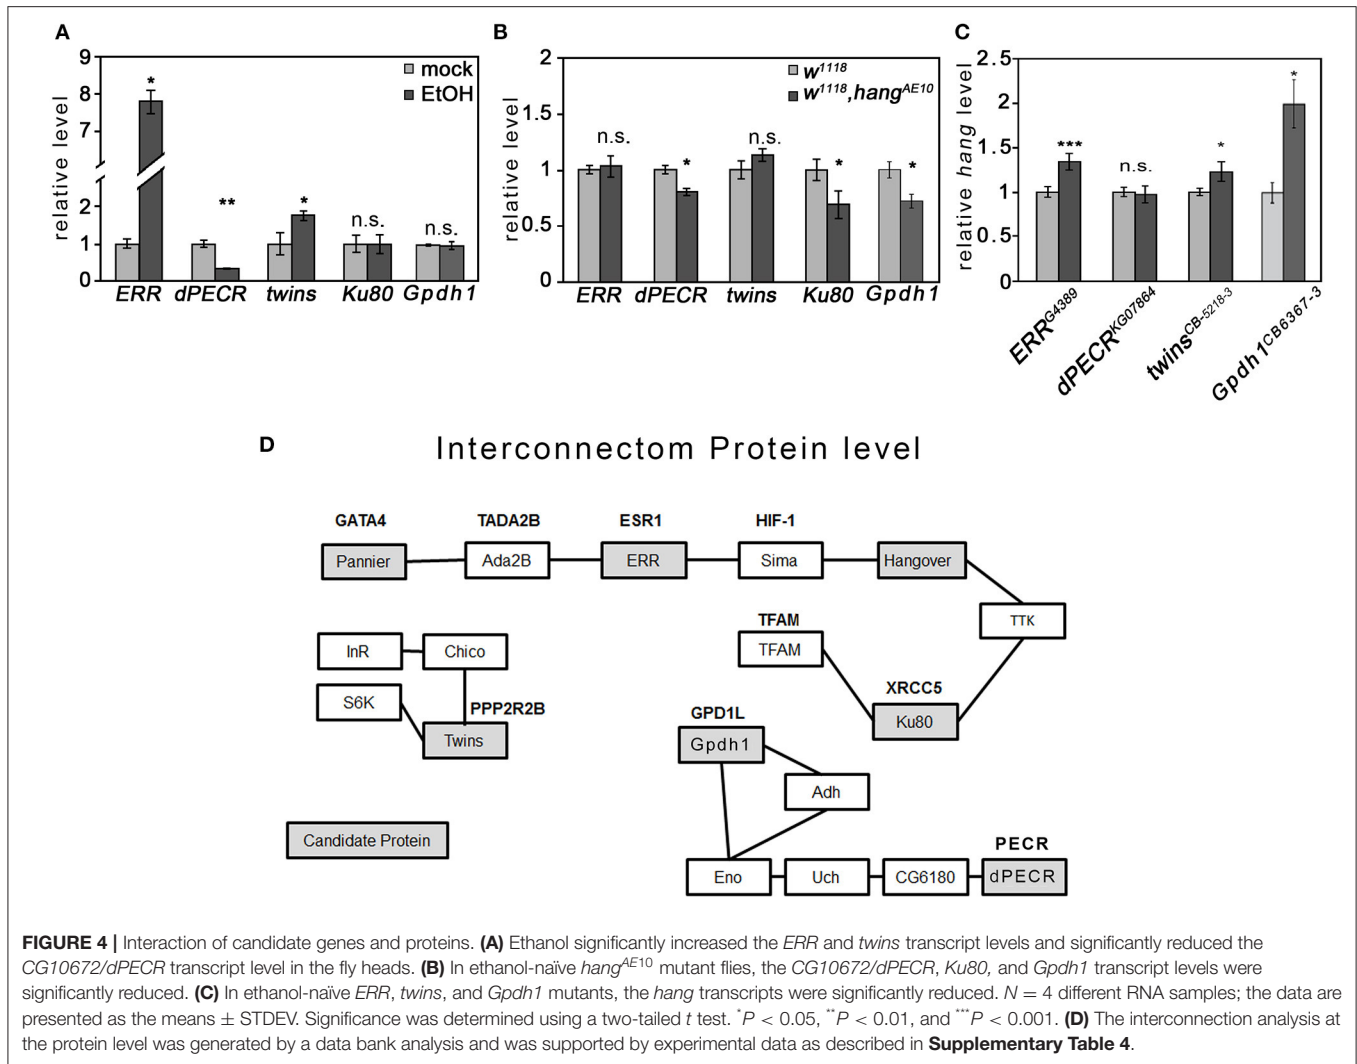 A
relative level
9
8
7
2
1
0
mock
EtOH
*
**
*
n.s.
n.s.
ERR dPECR twins Ku80 Gpdh1
B
relative level
2
1.5
1
0.5
0
w1118
w1118,hangAE10
n.s.
*
n.s.
*
*
ERR dPECR twins Ku80 Gpdh1
C
relative hang level
2.5
2
1.5
1
0.5
0
***
n.s.
*
*
ERRG4389
dPECRKG07864
twinsCB-5218-3
Gpdh1CB6367-3
D
Interconnectom Protein level
GATA4 TADA2B ESR1 HIF-1
Pannier Ada2B ERR Sima Hangover
TTK
TFAM
TFAM
InR Chico
S6K
PPP2R2B
Twins
XRCC5
Ku80
GPD1L
Gpdh1
Adh
Candidate Protein
PECR
Eno Uch CG6180 dPECR
FIGURE 4 | Interaction of candidate genes and proteins. (A) Ethanol significantly increased the ERR and twins transcript levels and significantly reduced the
CG10672/dPECR transcript level in the fly heads. (B) In ethanol-naïve hangAE10 mutant flies, the CG10672/dPECR, Ku80, and Gpdh1 transcript levels were
significantly reduced. (C) In ethanol-naïve ERR, twins, and Gpdh1 mutants, the hang transcripts were significantly reduced. N = 4 different RNA samples; the data are
presented as the means ± STDEV. Significance was determined using a two-tailed t test. *P < 0.05, **P < 0.01, and ***P < 0.001. (D) The interconnection analysis at
the protein level was generated by a data bank analysis and was supported by experimental data as described in Supplementary Table 4.